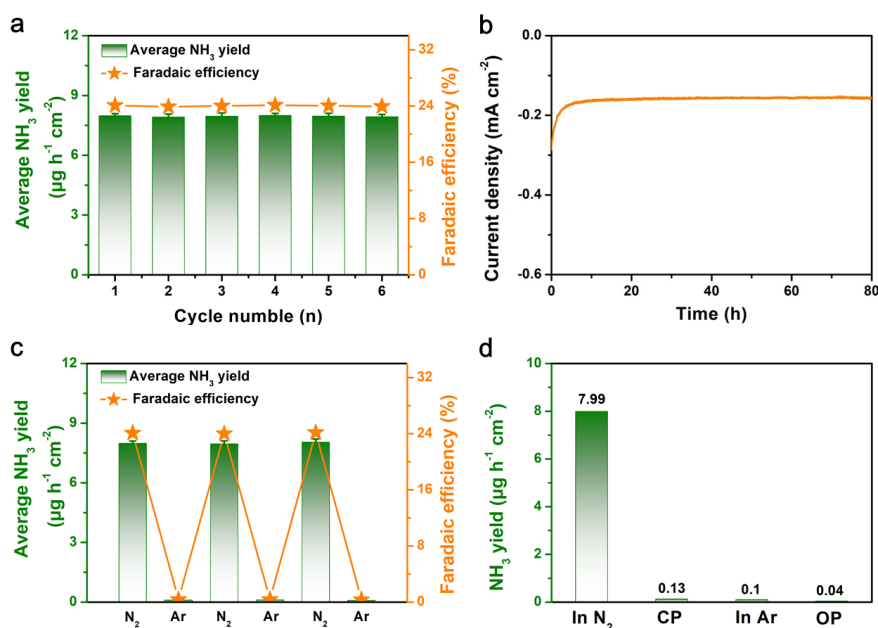 a
Average NH₃ yield
Faradaic efficiency
Average NH₃ yield
(µg h⁻¹ cm⁻²)
12
9
6
3
0
32
24
16
8
0
Faradaic efficiency (%)
1 2 3 4 5 6
Cycle numble (n)
b
Current density (mA cm⁻²)
0.0
-0.2
-0.4
-0.6
0 20 40 60 80
Time (h)
c
Average NH₃ yield
Faradaic efficiency
Average NH₃ yield
(µg h⁻¹ cm⁻²)
12
9
6
3
0
32
24
16
8
0
Faradaic efficiency (%)
N₂ Ar N₂ Ar N₂ Ar
d
NH₃ yield (µg h⁻¹ cm⁻²)
10
8
6
4
2
0
7.99
0.13
0.1
0.04
In N₂ CP In Ar OP